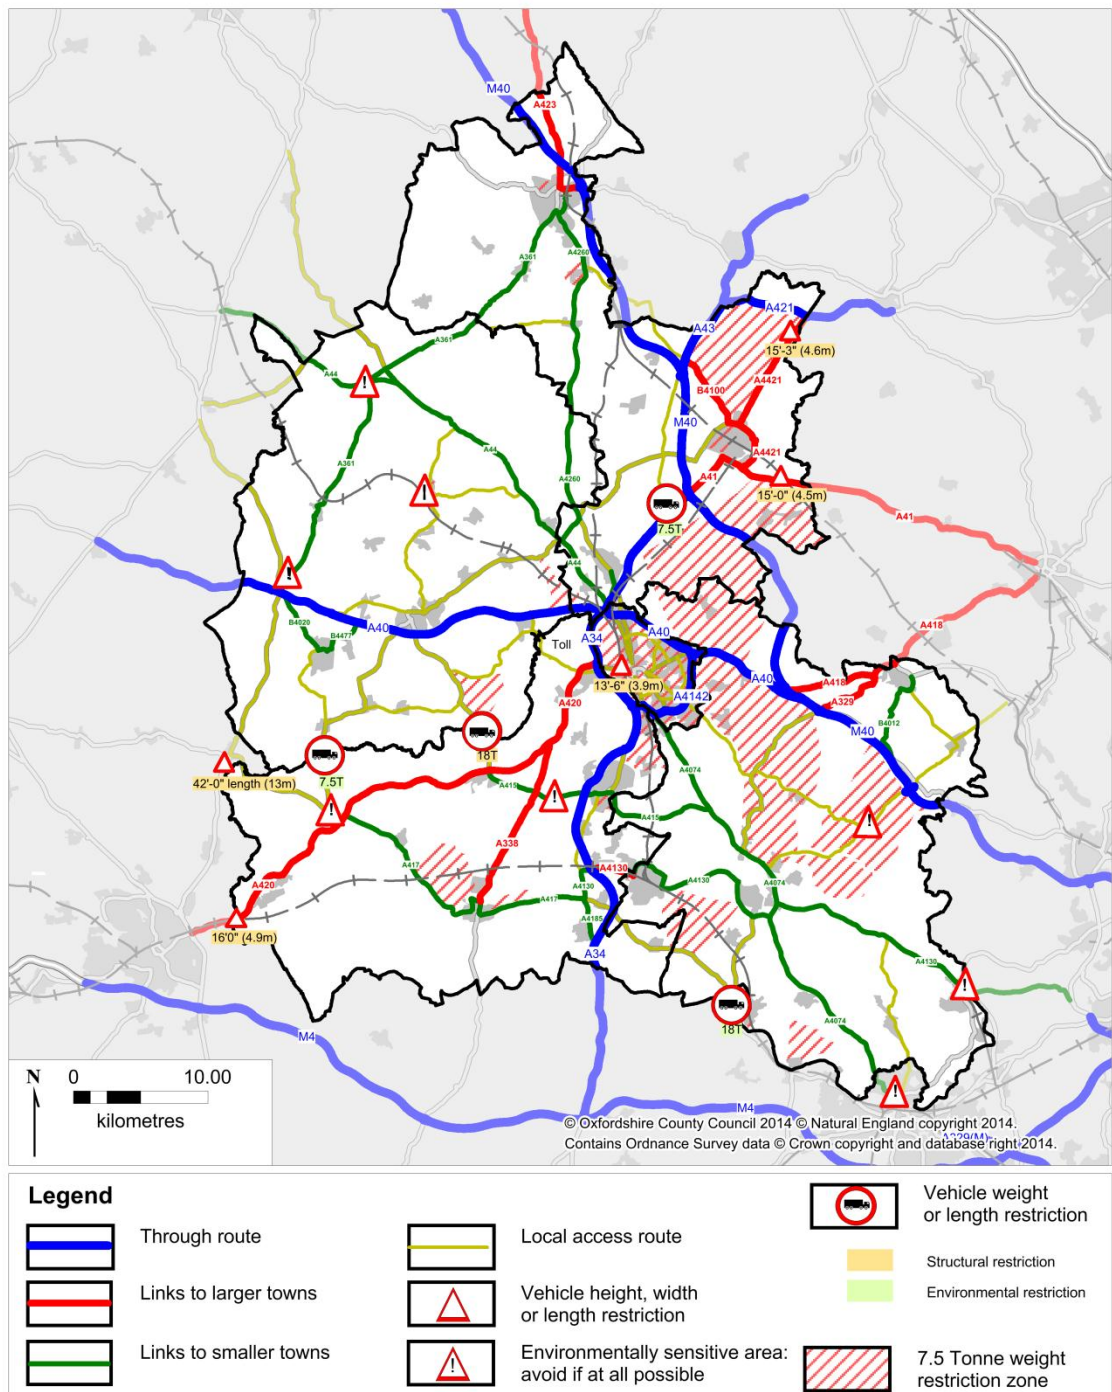 M40
A423
A361
A4260
A421
A43
15'-3" (4.6m)
A361
A44
B4100
A4421
M40
A44
A361
A4421
A4260
A41
15'-0" (4.5m)
7.5T
A41
A44
B4020
B4477
A40
A34
A40
A418
Toll
13'-6" (3.9m)
A4142
A40
A418
A329
A420
B4012
M40
18T
A4074
42'-0" length (13m)
7.5T
A415
A415
A420
A417
A338
A4130
A4130
A4130
A4074
A417
A4185
16'0" (4.9m)
A34
A4130
18T
A4074
M4
M4
N
0 10.00
kilometres
© Oxfordshire County Council 2014 © Natural England copyright 2014.
A329(M)
Contains Ordnance Survey data © Crown copyright and database right 2014.
Legend
Through route
Links to larger towns
Links to smaller towns
Local access route
Vehicle height, width
or length restriction
Environmentally sensitive area:
avoid if at all possible
Vehicle weight
or length restriction
Structural restriction
Environmental restriction
7.5 Tonne weight
restriction zone